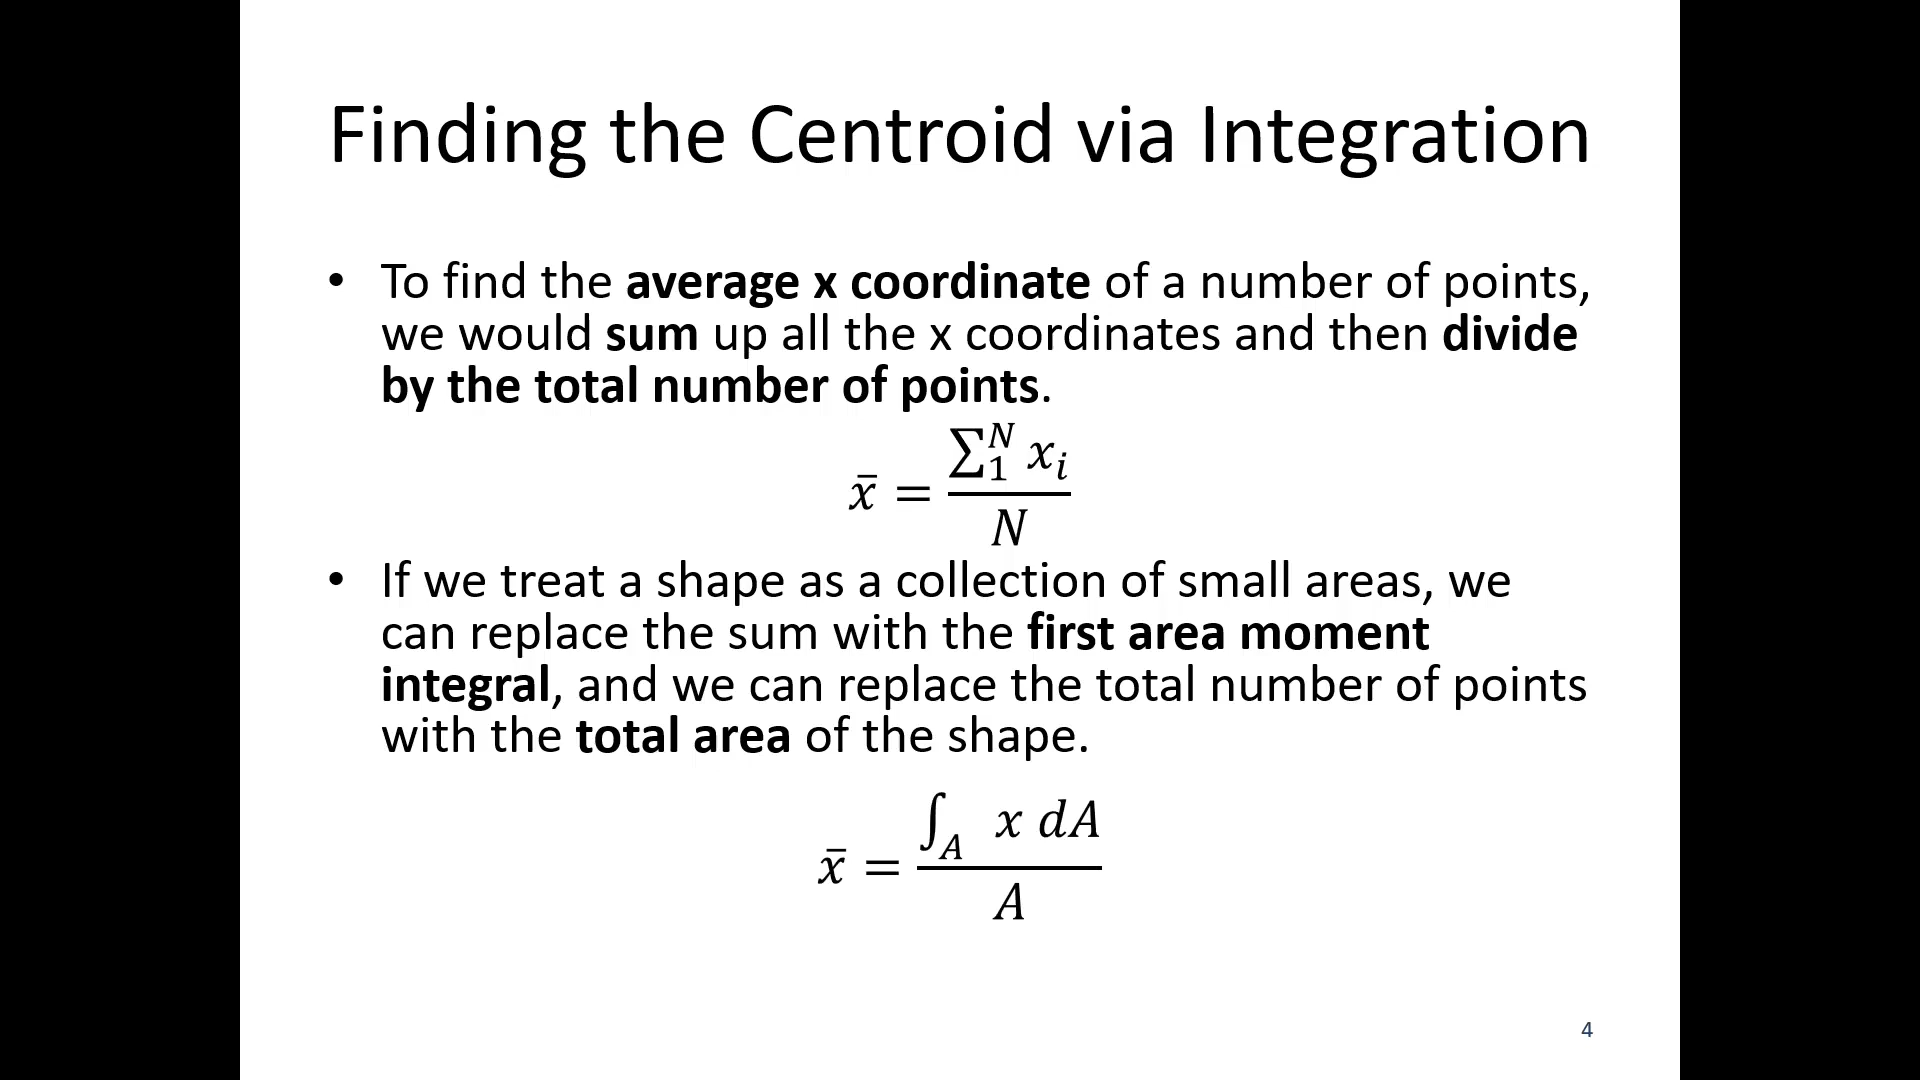 Finding the Centroid via Integration
• To find the average x coordinate of a number of points,
we would sum up all the x coordinates and then divide
by the total number of points.
x̄ = ∑₁ᴺ xᵢ / N
• If we treat a shape as a collection of small areas, we
can replace the sum with the first area moment
integral, and we can replace the total number of points
with the total area of the shape.
x̄ = ∫_A x dA / A
4